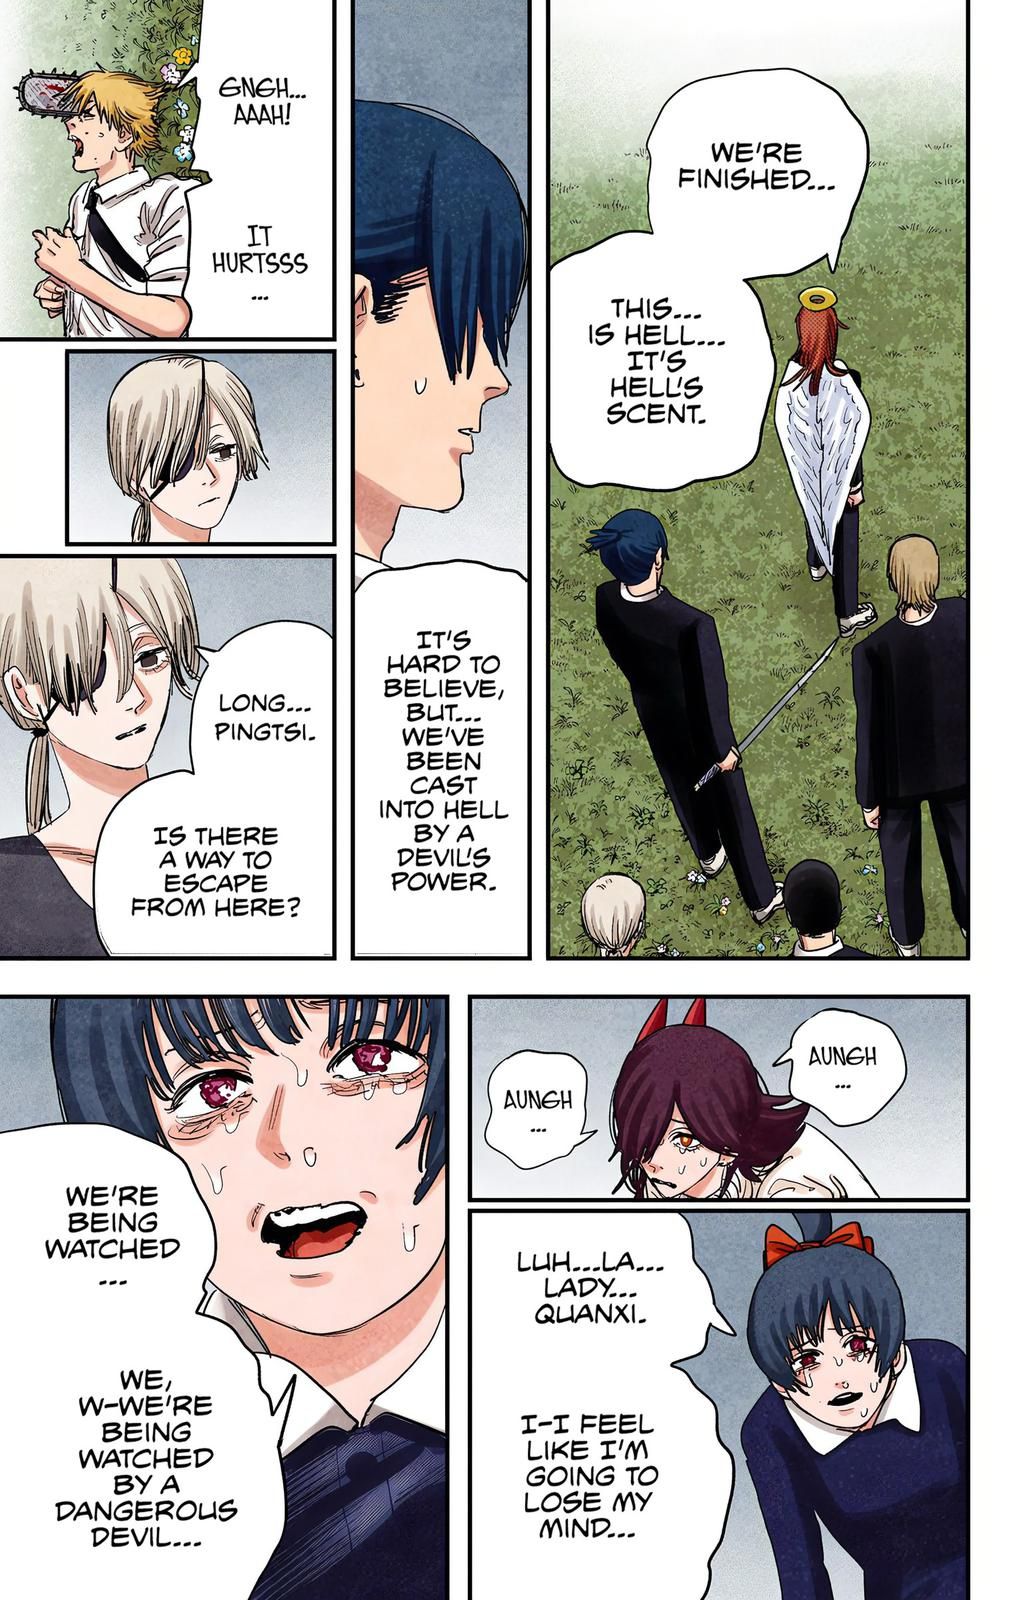 WE'RE
FINISHED...
THIS...
IS HELL...
IT'S
HELL'S
SCENT.
IT'S
HARD TO
BELIEVE,
BUT...
WE'VE
BEEN
CAST
INTO HELL
BY A
DEVIL'S
POWER.
GNGH...
AAAH!
IT
HURTSSS
...
LONG...
PINGTSI.
IS THERE
A WAY TO
ESCAPE
FROM HERE?
AUNGH
...
AUNGH
...
LUH...LA...
LADY...
QUANXI.
I-I FEEL
LIKE I'M
GOING TO
LOSE MY
MIND...
WE'RE
BEING
WATCHED
...
WE,
W-WE'RE
BEING
WATCHED
BY A
DANGEROUS
DEVIL...